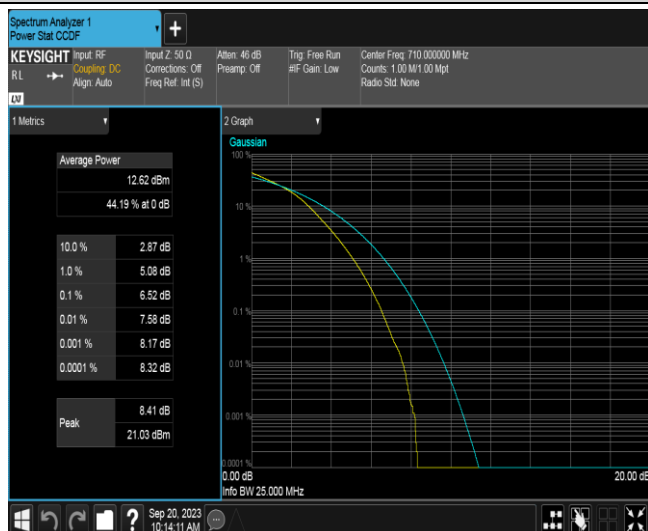 Spectrum Analyzer 1
Power Stat CCDF
KEYSIGHT
RL
LXI
Input: RF
Coupling: DC
Align: Auto
Input Z: 50 Ω
Corrections: Off
Freq Ref: Int (S)
Atten: 46 dB
Preamp: Off
Trig: Free Run
#IF Gain: Low
Center Freq: 710.000000 MHz
Counts: 1.00 M/1.00 Mpt
Radio Std: None
1 Metrics
Average Power
12.62 dBm
44.19 % at 0 dB
10.0 % 2.87 dB
1.0 % 5.08 dB
0.1 % 6.52 dB
0.01 % 7.58 dB
0.001 % 8.17 dB
0.0001 % 8.32 dB
Peak 8.41 dB
21.03 dBm
2 Graph
Gaussian
100 %
10 %
1 %
0.1 %
0.01 %
0.001 %
0.0001 %
0.00 dB 20.00 dB
Info BW 25.000 MHz
?
Sep 20, 2023
10:14:11 AM